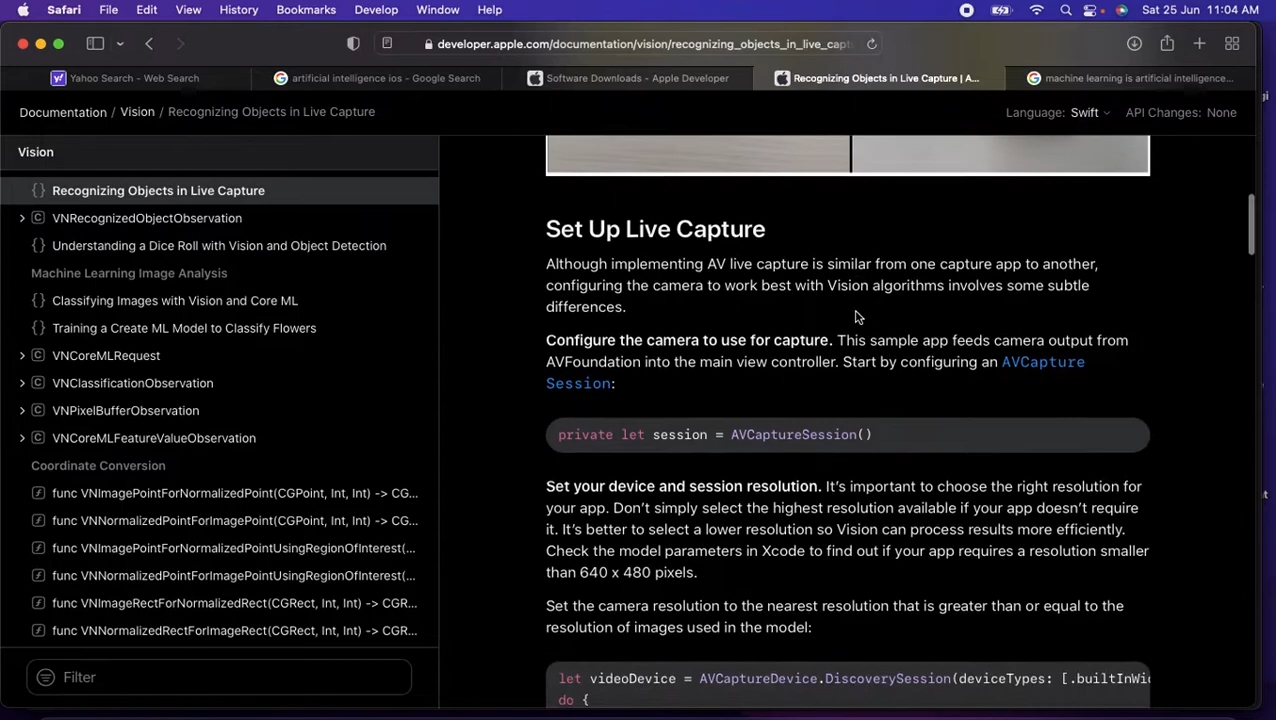 Safari File Edit View History Bookmarks Develop Window Help Sat 25 Jun 11:04 AM
developer.apple.com/documentation/vision/recognizing_objects_in_live_capt
Yahoo Search - Web Search artificial intelligence ios - Google Search Software Downloads - Apple Developer Recognizing Objects in Live Capture | A... machine learning is artificial intelligence...
Documentation / Vision / Recognizing Objects in Live Capture Language: Swift API Changes: None
Vision
{} Recognizing Objects in Live Capture
C VNRecognizedObjectObservation
{} Understanding a Dice Roll with Vision and Object Detection
Machine Learning Image Analysis
{} Classifying Images with Vision and Core ML
{} Training a Create ML Model to Classify Flowers
C VNCoreMLRequest
C VNClassificationObservation
C VNPixelBufferObservation
C VNCoreMLFeatureValueObservation
Coordinate Conversion
f func VNImagePointForNormalizedPoint(CGPoint, Int, Int) -> CG...
f func VNNormalizedPointForImagePoint(CGPoint, Int, Int) -> CG...
f func VNImagePointForNormalizedPointUsingRegionOfInterest(...
f func VNNormalizedPointForImagePointUsingRegionOfInterest(...
f func VNImageRectForNormalizedRect(CGRect, Int, Int) -> CGR...
f func VNNormalizedRectForImageRect(CGRect, Int, Int) -> CGR...
Filter
Set Up Live Capture
Although implementing AV live capture is similar from one capture app to another,
configuring the camera to work best with Vision algorithms involves some subtle
differences.
Configure the camera to use for capture. This sample app feeds camera output from
AVFoundation into the main view controller. Start by configuring an AVCapture
Session:
private let session = AVCaptureSession()
Set your device and session resolution. It's important to choose the right resolution for
your app. Don't simply select the highest resolution available if your app doesn't require
it. It's better to select a lower resolution so Vision can process results more efficiently.
Check the model parameters in Xcode to find out if your app requires a resolution smaller
than 640 x 480 pixels.
Set the camera resolution to the nearest resolution that is greater than or equal to the
resolution of images used in the model:
let videoDevice = AVCaptureDevice.DiscoverySession(deviceTypes: [.builtInWi
do {